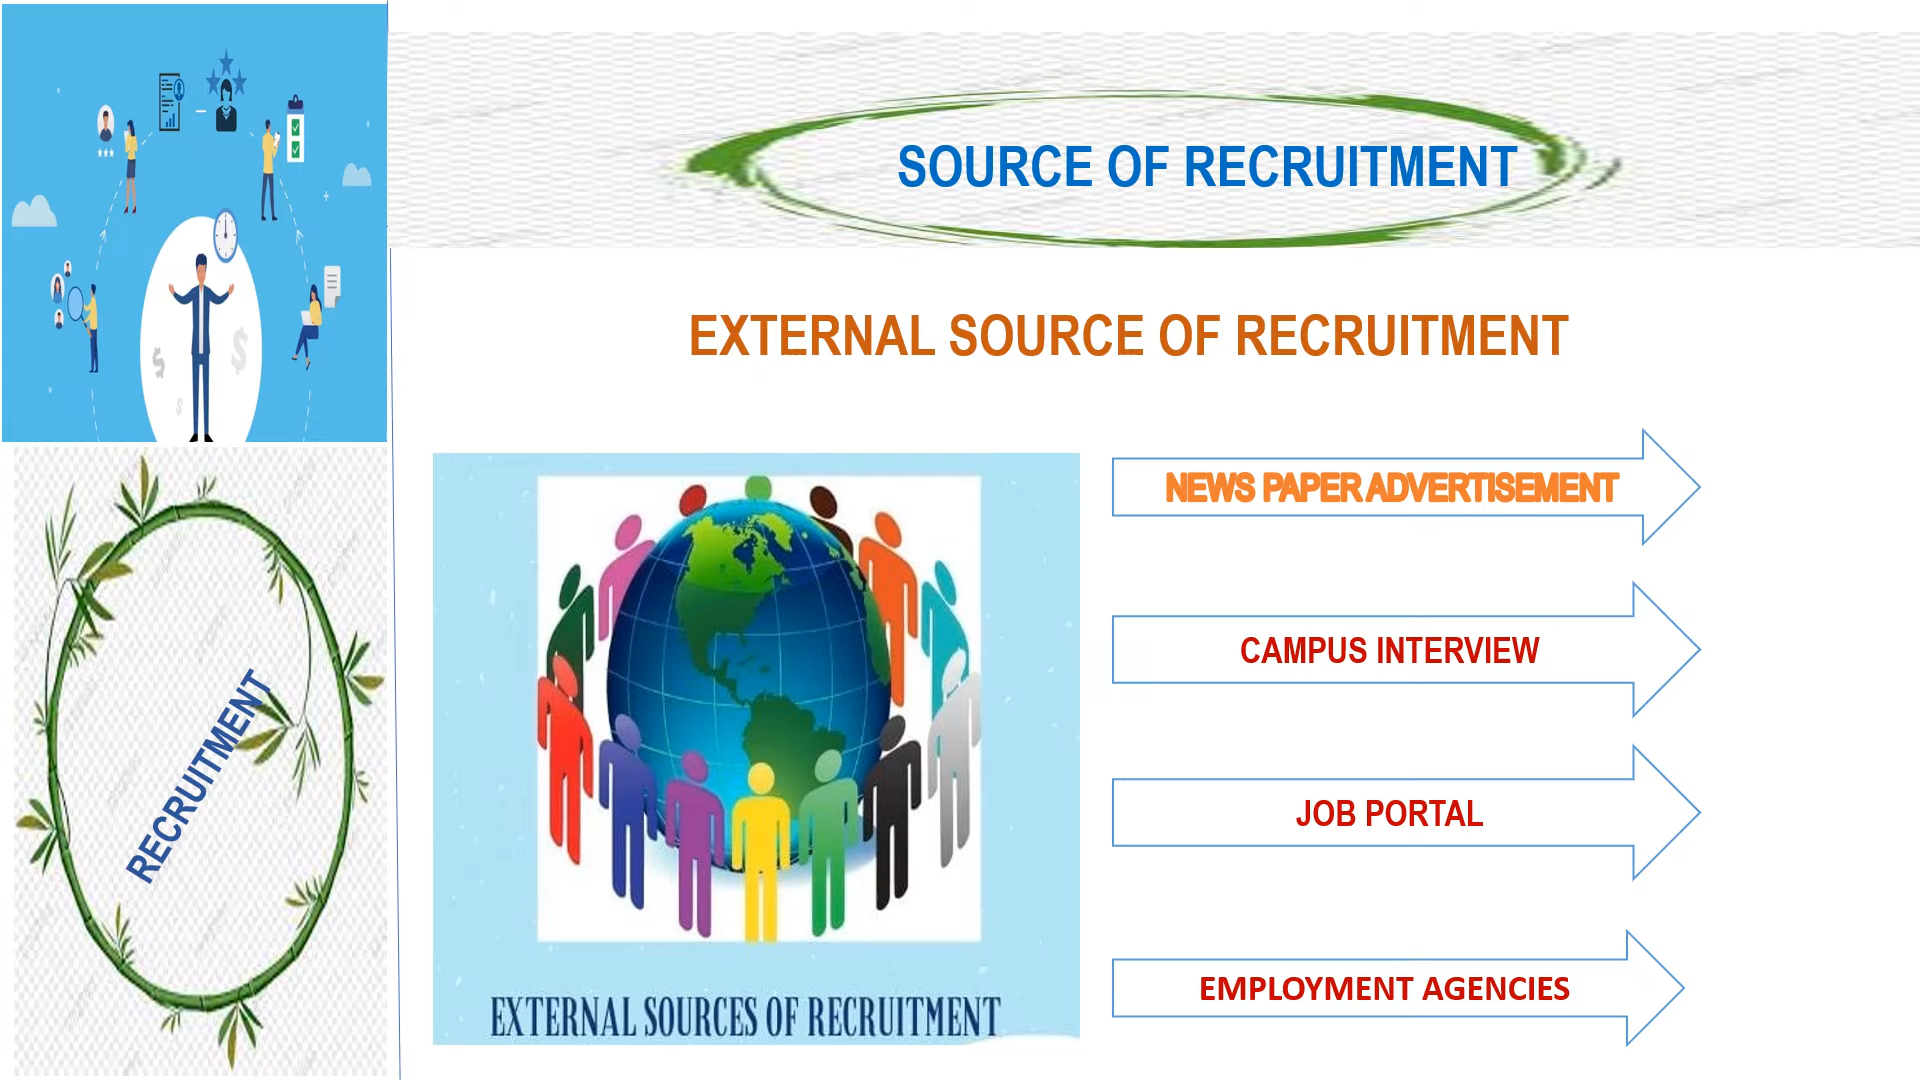 SOURCE OF RECRUITMENT
EXTERNAL SOURCE OF RECRUITMENT
NEWS PAPER ADVERTISEMENT
CAMPUS INTERVIEW
JOB PORTAL
EMPLOYMENT AGENCIES
EXTERNAL SOURCES OF RECRUITMENT
RECRUITMENT